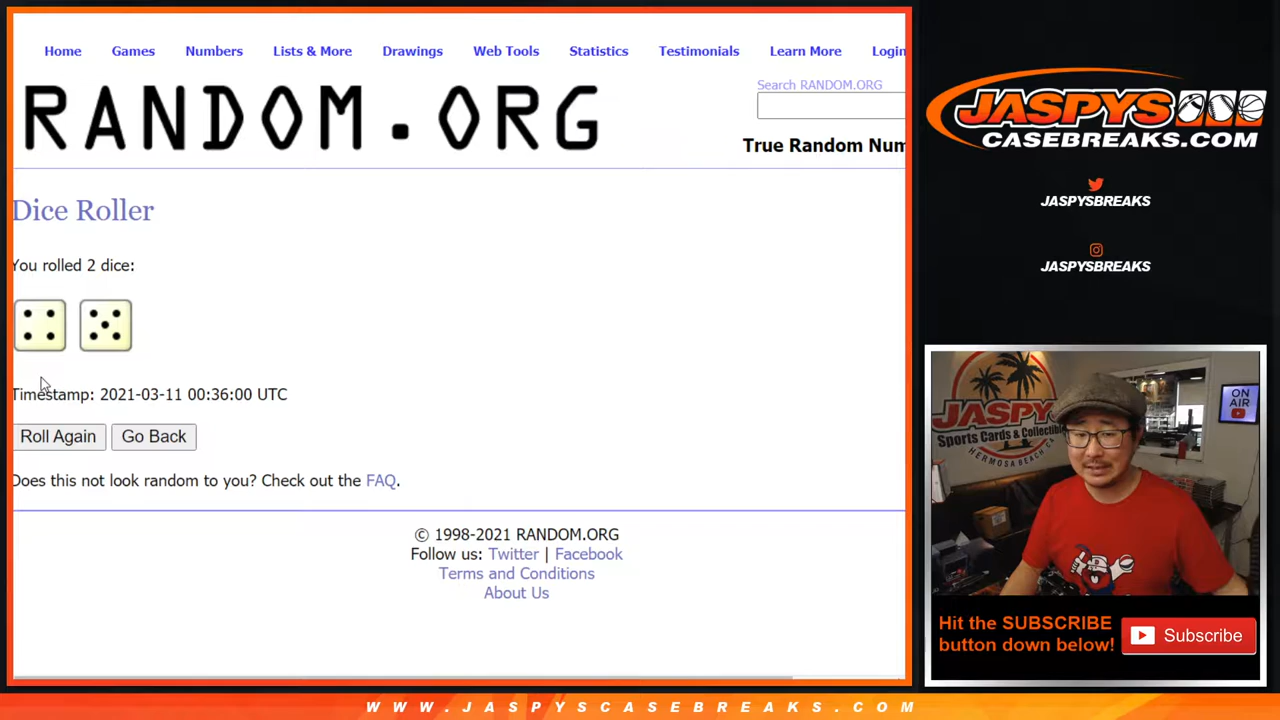 Home Games Numbers Lists & More Drawings Web Tools Statistics Testimonials Learn More Login
RANDOM.ORG
Search RANDOM.ORG
True Random Num
Dice Roller
You rolled 2 dice:
Timestamp: 2021-03-11 00:36:00 UTC
Roll Again Go Back
Does this not look random to you? Check out the FAQ.
© 1998-2021 RANDOM.ORG
Follow us: Twitter | Facebook
Terms and Conditions
About Us
JASPYS
CASEBREAKS.COM
JASPYSBREAKS
JASPYSBREAKS
JASPYS
Sports Cards & Collectibles
HERMOSA BEACH CA
ON AIR
Hit the SUBSCRIBE
button down below!
Subscribe
WWW.JASPYSCASEBREAKS.COM